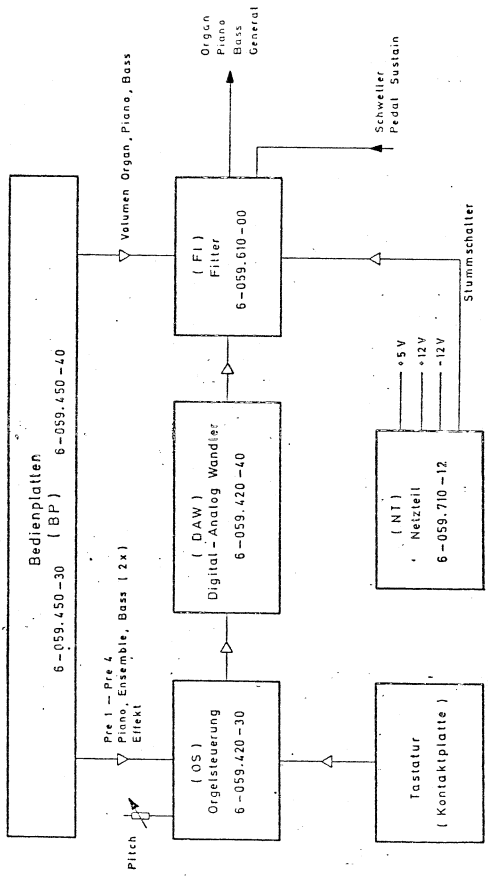 Bedienplatten
( BP )
6-059.450-30
6-059.450-40
Pre 1 - Pre 4
Piano, Ensemble, Bass ( 2x )
Effekt
Volumen Organ, Piano, Bass
Pitch
( OS )
Orgelsteuerung
6-059.420-30
( DAW )
Digital-Analog Wandler
6-059.420-40
( FI )
Filter
6-059.610-00
Organ
Piano
Bass
General
Schweller
Pedal Sustain
Tastatur
( Kontaktplatte )
( NT )
Netzteil
6-059.710-12
+5V
+12V
-12V
Stummschalter